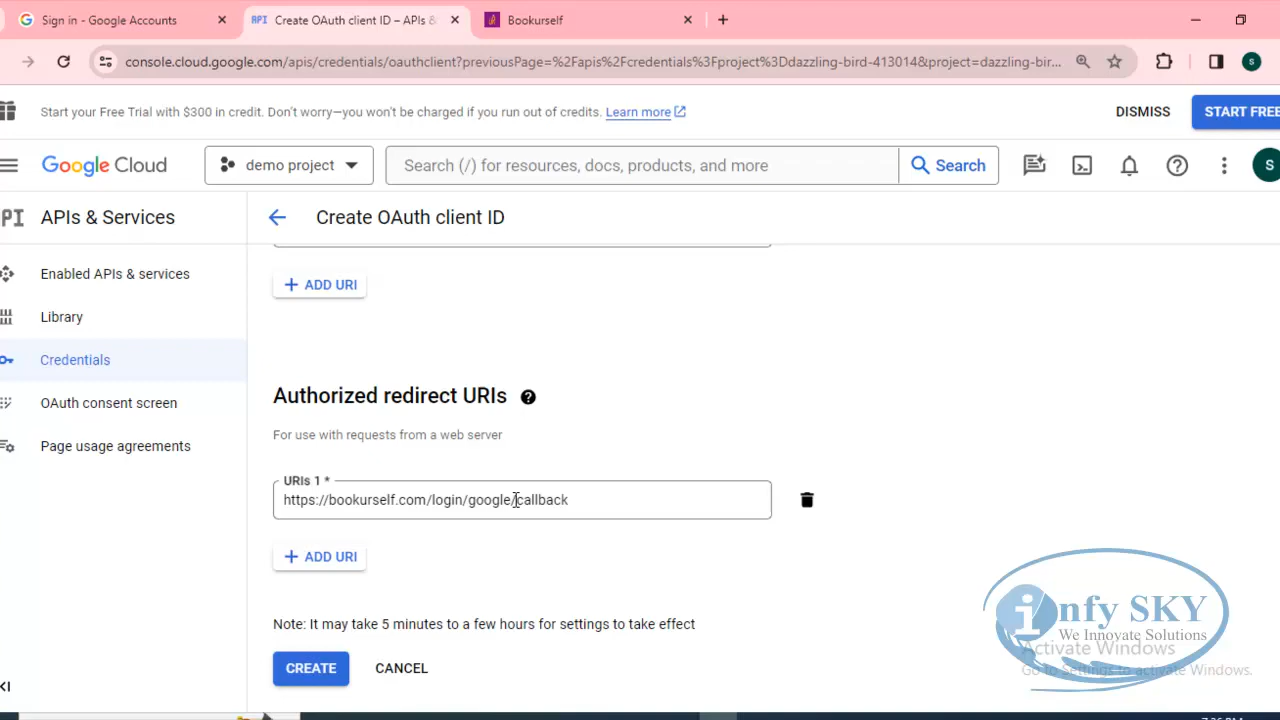 Sign in - Google Accounts
API Create OAuth client ID – APIs &
Bookurself
console.cloud.google.com/apis/credentials/oauthclient?previousPage=%2Fapis%2Fcredentials%3Fproject%3Ddazzling-bird-413014&project=dazzling-bir...
S
Start your Free Trial with $300 in credit. Don't worry—you won't be charged if you run out of credits. Learn more
DISMISS
START FREE
Google Cloud
demo project
Search (/) for resources, docs, products, and more
Search
S
PI APIs & Services
Create OAuth client ID
Enabled APIs & services
+ ADD URI
Library
Credentials
Authorized redirect URIs
OAuth consent screen
For use with requests from a web server
Page usage agreements
URIs 1 *
https://bookurself.com/login/google/callback
+ ADD URI
Note: It may take 5 minutes to a few hours for settings to take effect
CREATE
CANCEL
infy SKY
We Innovate Solutions
Activate Windows
Go to Settings to activate Windows.